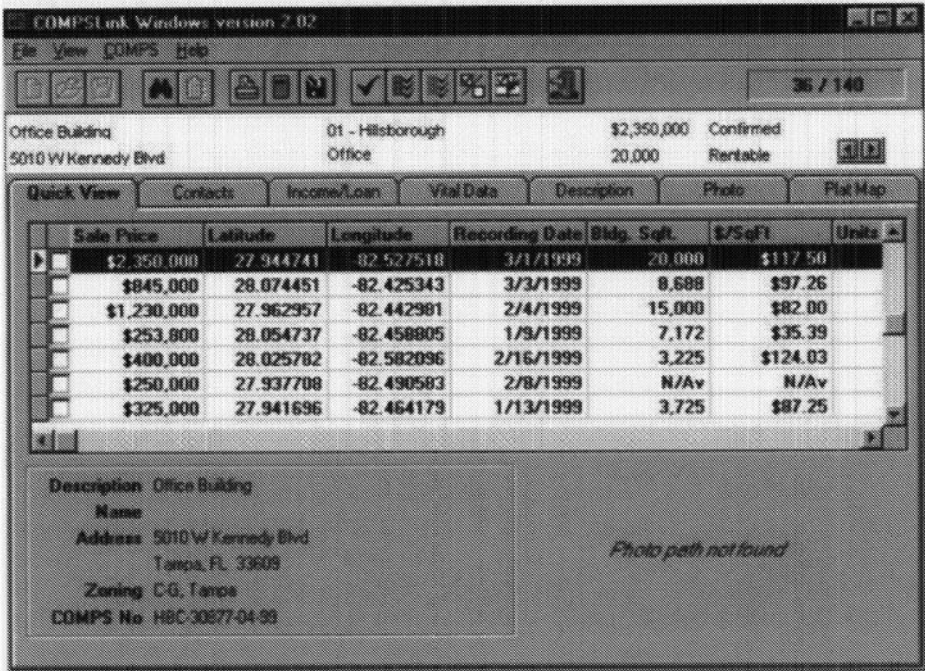 COMPSLink Windows version 2.02
File View COMPS Help
36 / 140
Office Building 01 - Hillsborough $2,350,000 Confirmed
5010 W Kennedy Blvd Office 20,000 Rentable
Quick View Contacts Income/Loan Vital Data Description Photo Plat Map
Sale Price Latitude Longitude Recording Date Bldg. Sqft. $/SqFt Units
$2,350,000 27.944741 -82.527518 3/1/1999 20,000 $117.50
$845,000 28.074451 -82.425343 3/3/1999 8,688 $97.26
$1,230,000 27.962957 -82.442981 2/4/1999 15,000 $82.00
$253,800 28.054737 -82.458805 1/9/1999 7,172 $35.39
$400,000 28.025782 -82.582096 2/16/1999 3,225 $124.03
$250,000 27.937708 -82.490583 2/8/1999 N/Av N/Av
$325,000 27.941696 -82.464179 1/13/1999 3,725 $87.25
Description Office Building
Name
Address 5010 W Kennedy Blvd
Tampa, FL 33609
Photo path not found
Zoning C-G, Tampa
COMPS No HBC-30877-04-99